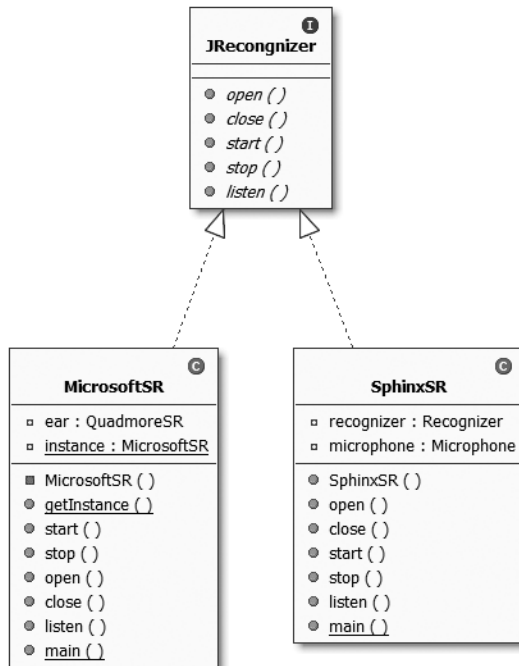 I
JRecongnizer
open ( )
close ( )
start ( )
stop ( )
listen ( )
C
MicrosoftSR
ear : QuadmoreSR
instance : MicrosoftSR
MicrosoftSR ( )
getInstance ( )
start ( )
stop ( )
open ( )
close ( )
listen ( )
main ( )
C
SphinxSR
recognizer : Recognizer
microphone : Microphone
SphinxSR ( )
open ( )
close ( )
start ( )
stop ( )
listen ( )
main ( )